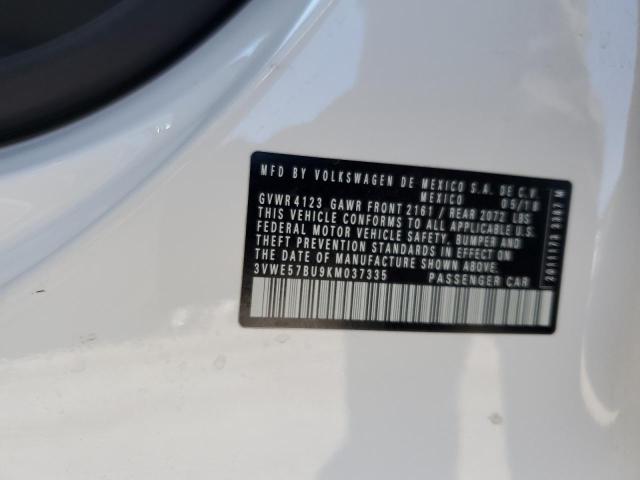 MFD BY VOLKSWAGEN DE MEXICO S.A. DE C.V.
MEXICO 05/18
GVWR 4123 GAWR FRONT 2161 / REAR 2072 LBS
THIS VEHICLE CONFORMS TO ALL APPLICABLE U.S.
FEDERAL MOTOR VEHICLE SAFETY, BUMPER AND
THEFT PREVENTION STANDARDS IN EFFECT ON
THE DATE OF MANUFACTURE SHOWN ABOVE.
3VWE57BU9KM037335 PASSENGER CAR